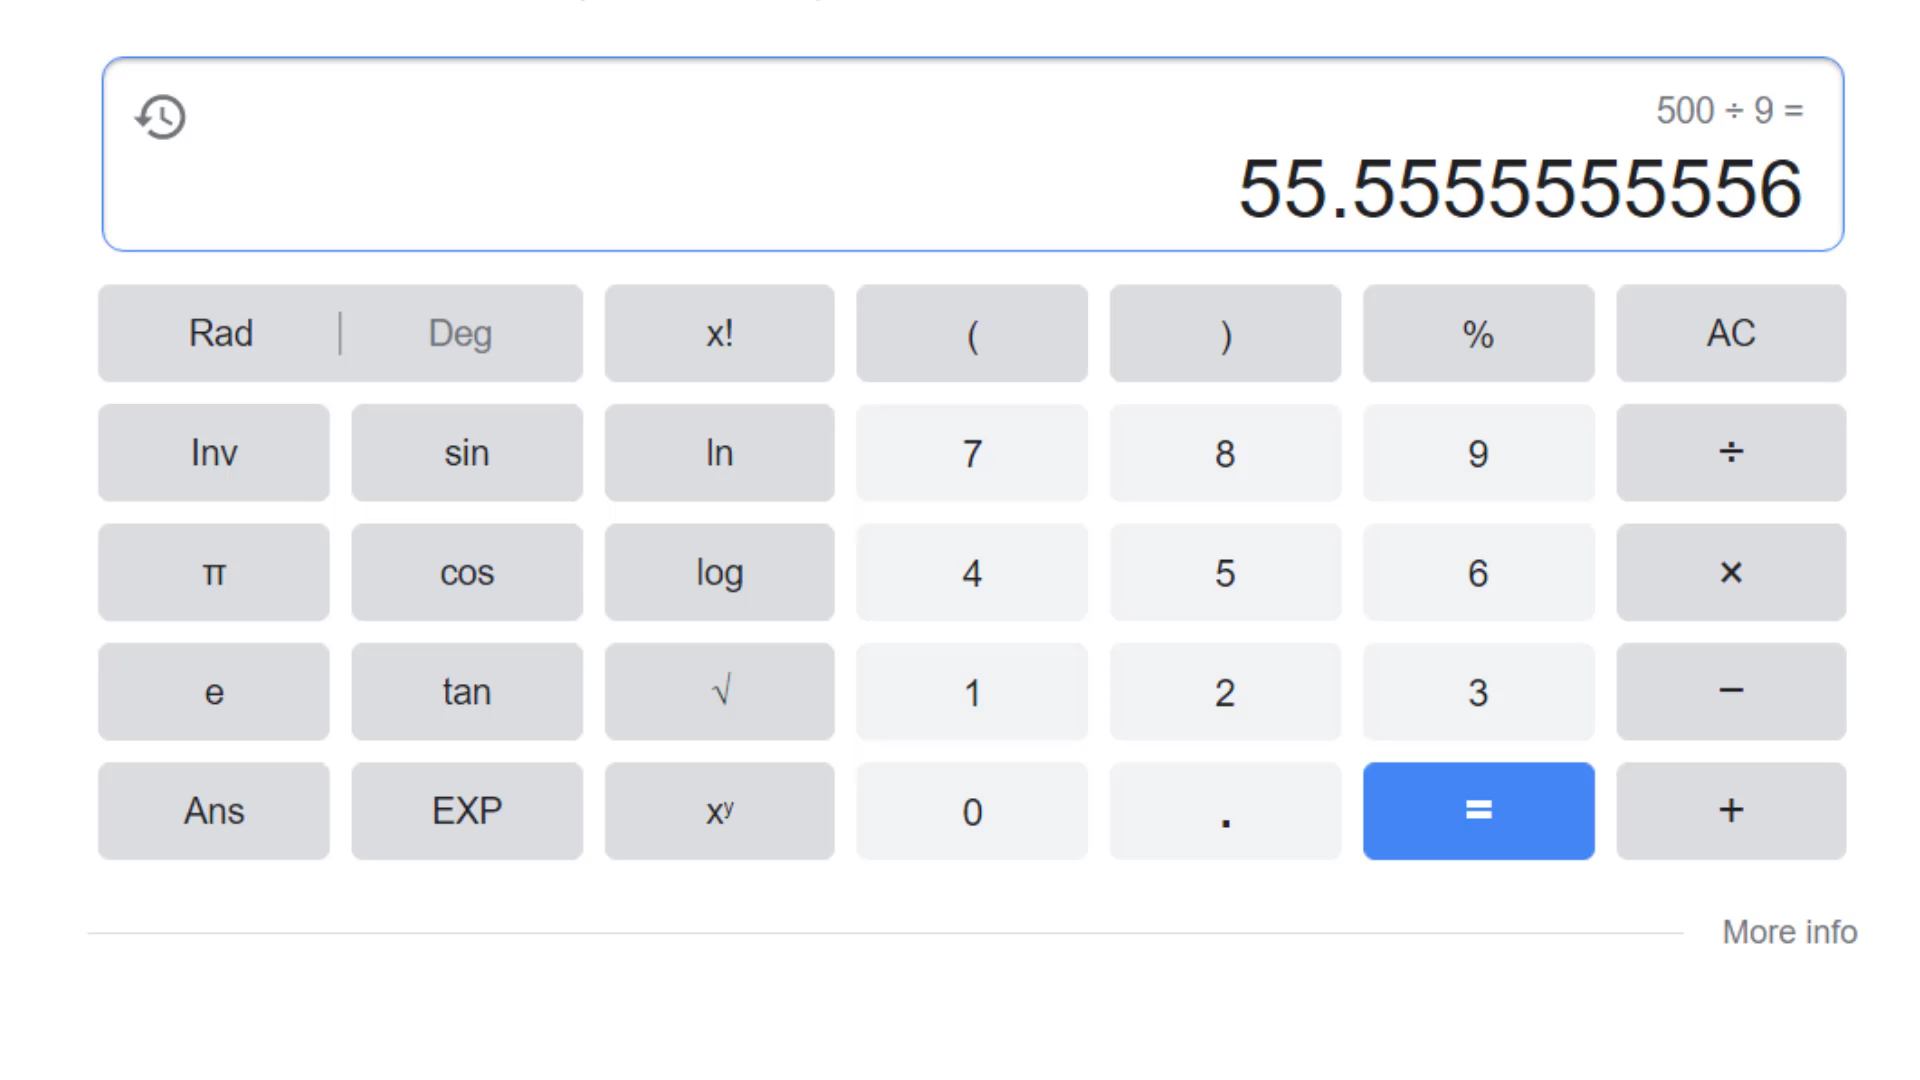 500 ÷ 9 =
55.5555555556
Rad | Deg x! ( ) % AC
Inv sin ln 7 8 9 ÷
π cos log 4 5 6 ×
e tan √ 1 2 3 −
Ans EXP xʸ 0 . = +
More info